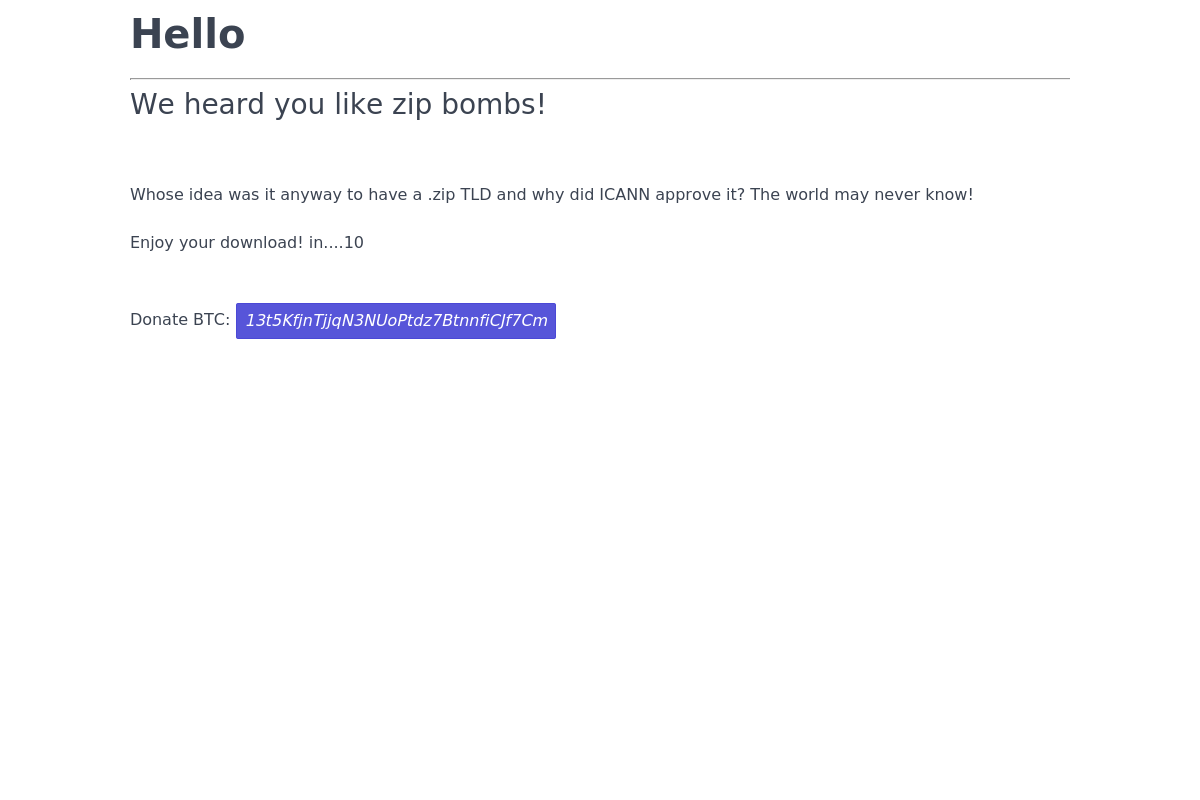 Hello
We heard you like zip bombs!
Whose idea was it anyway to have a .zip TLD and why did ICANN approve it? The world may never know!
Enjoy your download! in....10
Donate BTC: 13t5KfjnTjjqN3NUoPtdz7BtnnfiCJf7Cm